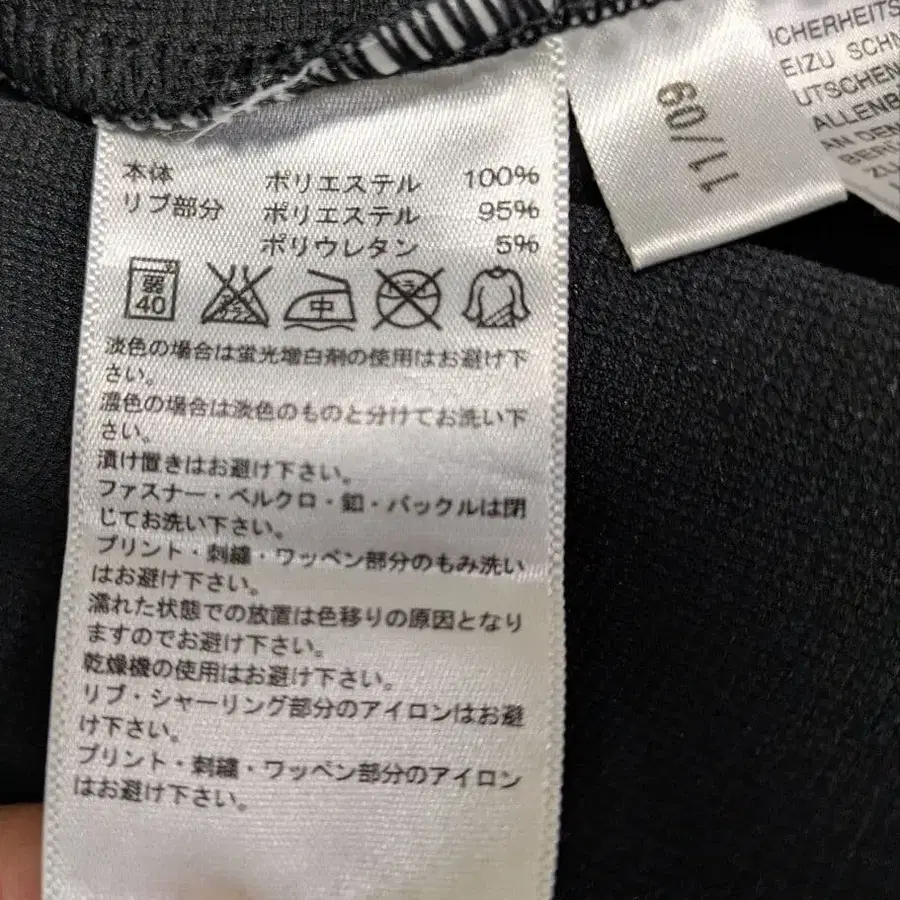 本体 ポリエステル 100%
リブ部分 ポリエステル 95%
ポリウレタン 5%
弱
40
中
淡色の場合は蛍光増白剤の使用はお避け下
さい。
濃色の場合は淡色のものと分けてお洗い下
さい。
漬け置きはお避け下さい。
ファスナー・ベルクロ・釦・バックルは閉
じてお洗い下さい。
プリント・刺繍・ワッペン部分のもみ洗い
はお避け下さい。
濡れた状態での放置は色移りの原因となり
ますのでお避け下さい。
乾燥機の使用はお避け下さい。
リブ・シャーリング部分のアイロンはお避
け下さい。
プリント・刺繍・ワッペン部分のアイロン
はお避け下さい。
11/09
ICHERHEITS
EIZU SCHN
UTSCHEN
ALLENB
AN DEN
BERÜ
ZU